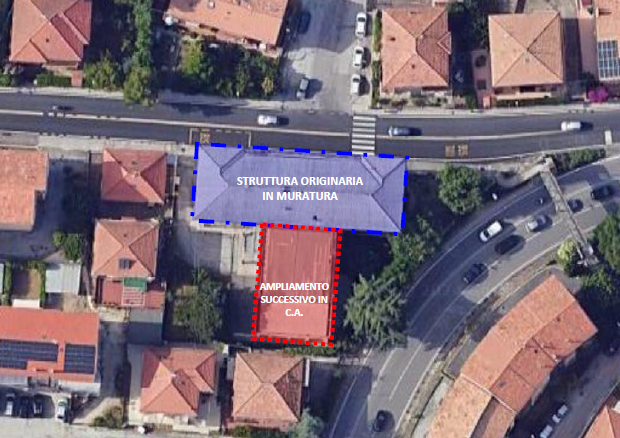 STRUTTURA ORIGINARIA
IN MURATURA
AMPLIAMENTO
SUCCESSIVO IN
C.A.